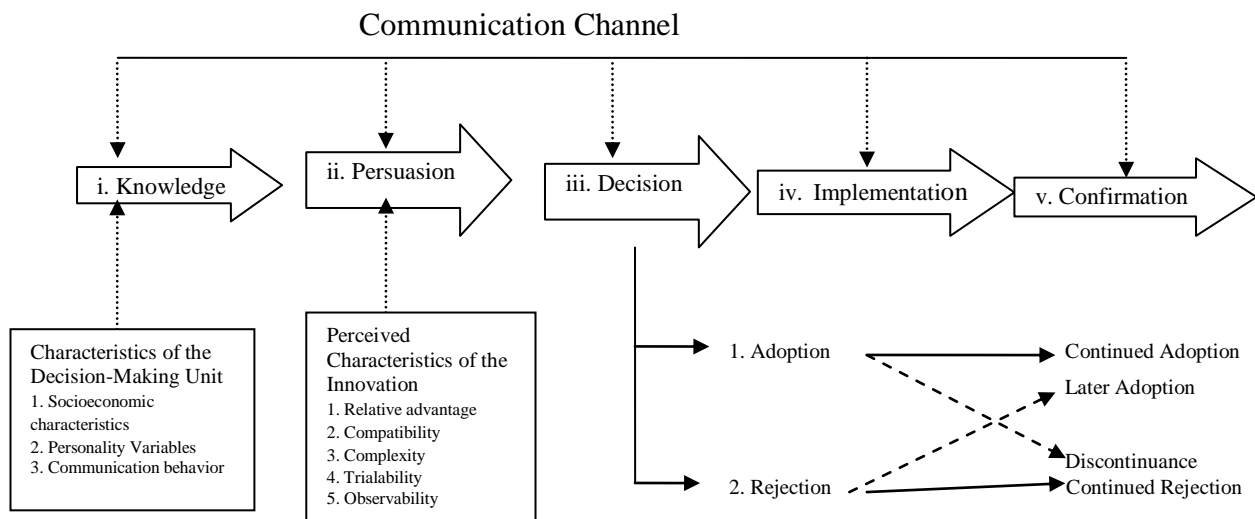 Communication Channel
i. Knowledge
ii. Persuasion
iii. Decision
iv. Implementation
v. Confirmation
Characteristics of the
Decision-Making Unit
1. Socioeconomic
characteristics
2. Personality Variables
3. Communication behavior
Perceived
Characteristics of the
Innovation
1. Relative advantage
2. Compatibility
3. Complexity
4. Trialability
5. Observability
1. Adoption
2. Rejection
Continued Adoption
Later Adoption
Discontinuance
Continued Rejection